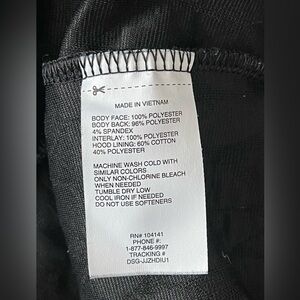 MADE IN VIETNAM
BODY FACE: 100% POLYESTER
BODY BACK: 96% POLYESTER
4% SPANDEX
INTERLAY: 100% POLYESTER
HOOD LINING: 60% COTTON
40% POLYESTER
MACHINE WASH COLD WITH
SIMILAR COLORS
ONLY NON-CHLORINE BLEACH
WHEN NEEDED
TUMBLE DRY LOW
COOL IRON IF NEEDED
DO NOT USE SOFTENERS
RN# 104141
PHONE #:
1-877-846-9997
TRACKING #
DSG-JJZHDIU1